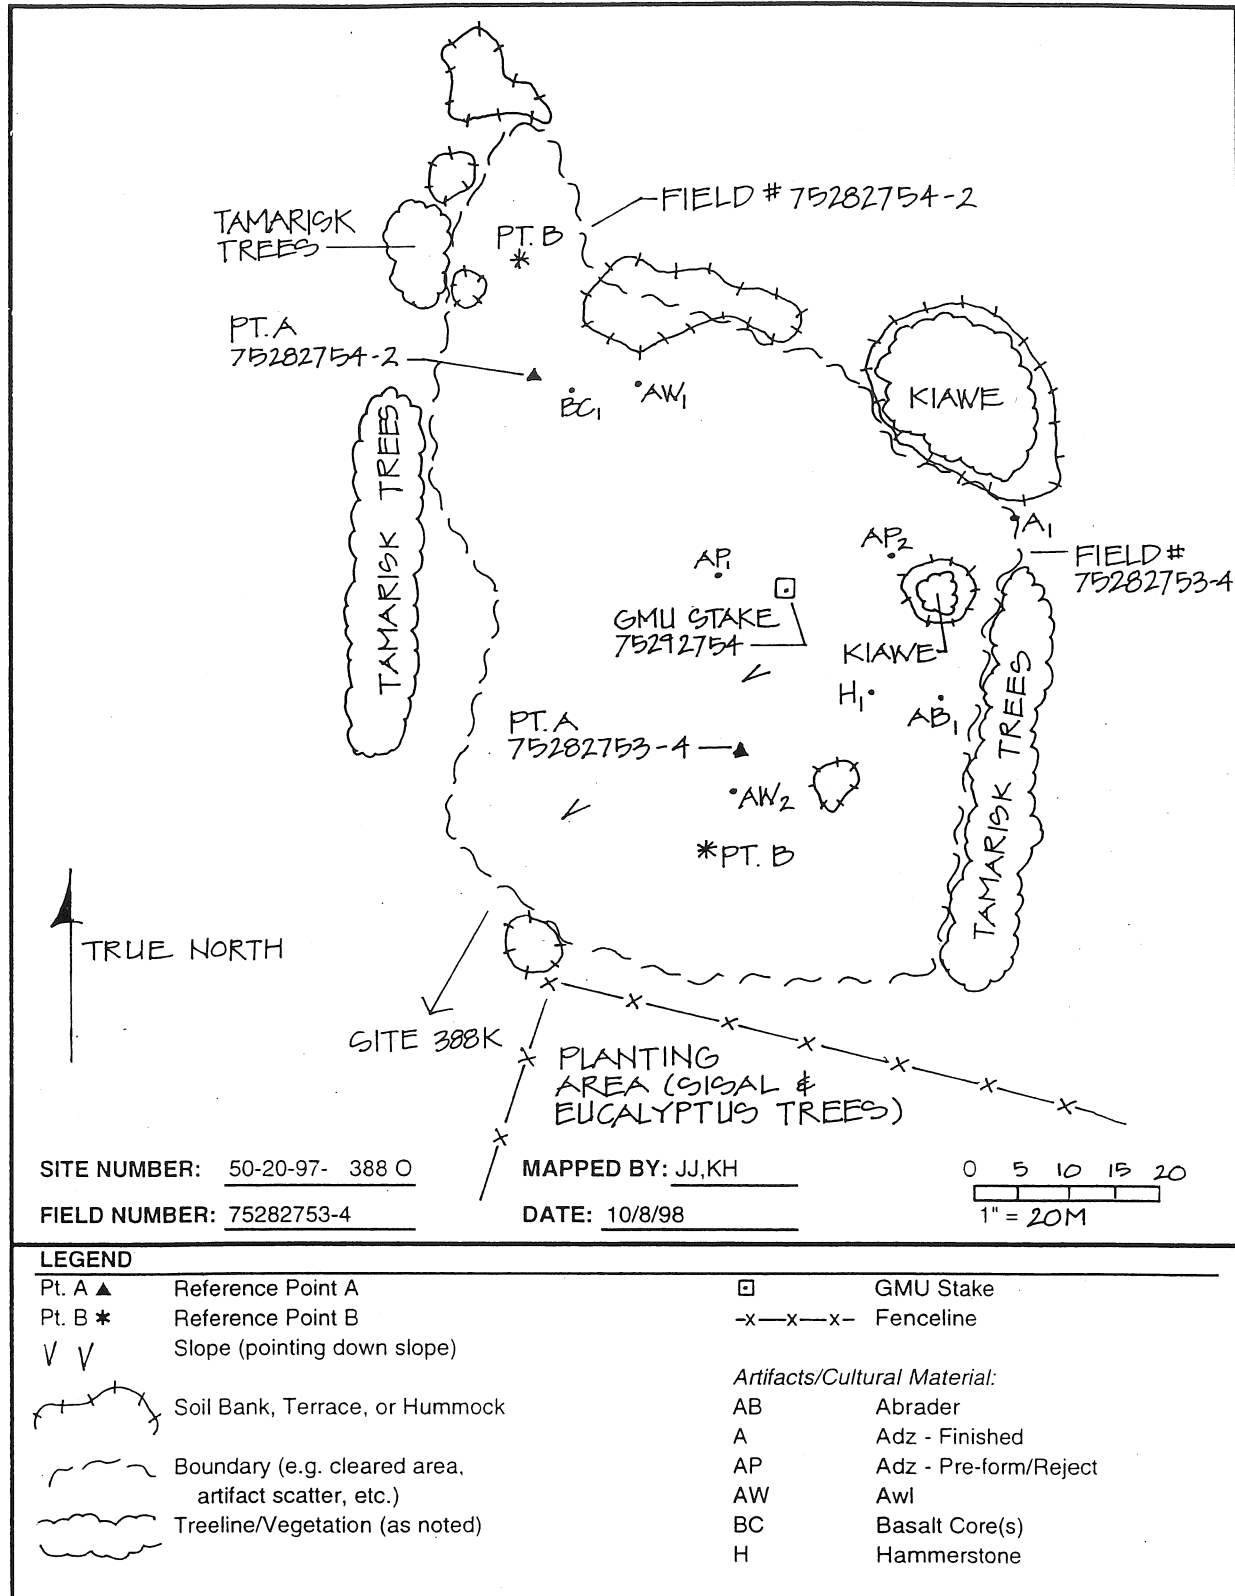 FIELD # 75282754-2
TAMARISK
TREES
PT. B
PT. A
75282754-2
BC1
AW1
KIAWE
TAMARISK TREES
A1
AP2
AP1
FIELD #
75282753-4
GMU STAKE
75292754
KIAWE
H1
AB1
PT. A
75282753-4
TAMARISK TREES
AW2
PT. B
TRUE NORTH
SITE 388K
PLANTING
AREA (SISAL &
EUCALYPTUS TREES)
SITE NUMBER: 50-20-97- 388 O
MAPPED BY: JJ,KH
0 5 10 15 20
FIELD NUMBER: 75282753-4
DATE: 10/8/98
1" = 20M
LEGEND
Pt. A ▲ Reference Point A
GMU Stake
Pt. B * Reference Point B
-x—x—x- Fenceline
Slope (pointing down slope)
Artifacts/Cultural Material:
Soil Bank, Terrace, or Hummock
AB Abrader
A Adz - Finished
Boundary (e.g. cleared area,
AP Adz - Pre-form/Reject
artifact scatter, etc.)
AW Awl
Treeline/Vegetation (as noted)
BC Basalt Core(s)
H Hammerstone